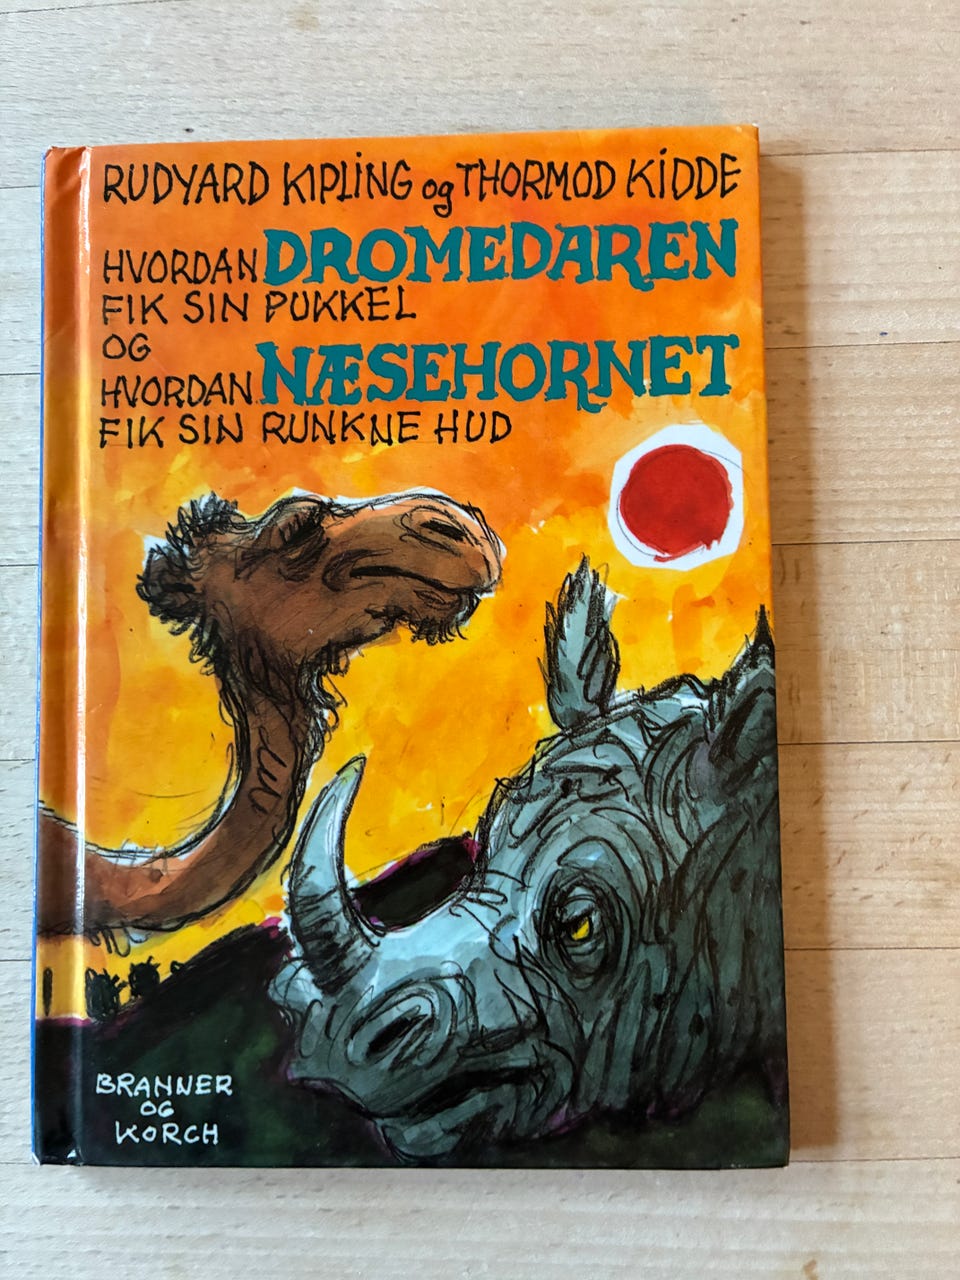 RUDYARD KIPLING og THORMOD KIDDE
HVORDAN DROMEDAREN
FIK SIN PUKKEL
OG
HVORDAN NÆSEHORNET
FIK SIN RUNKNE HUD
BRANNER
OG
KORCH